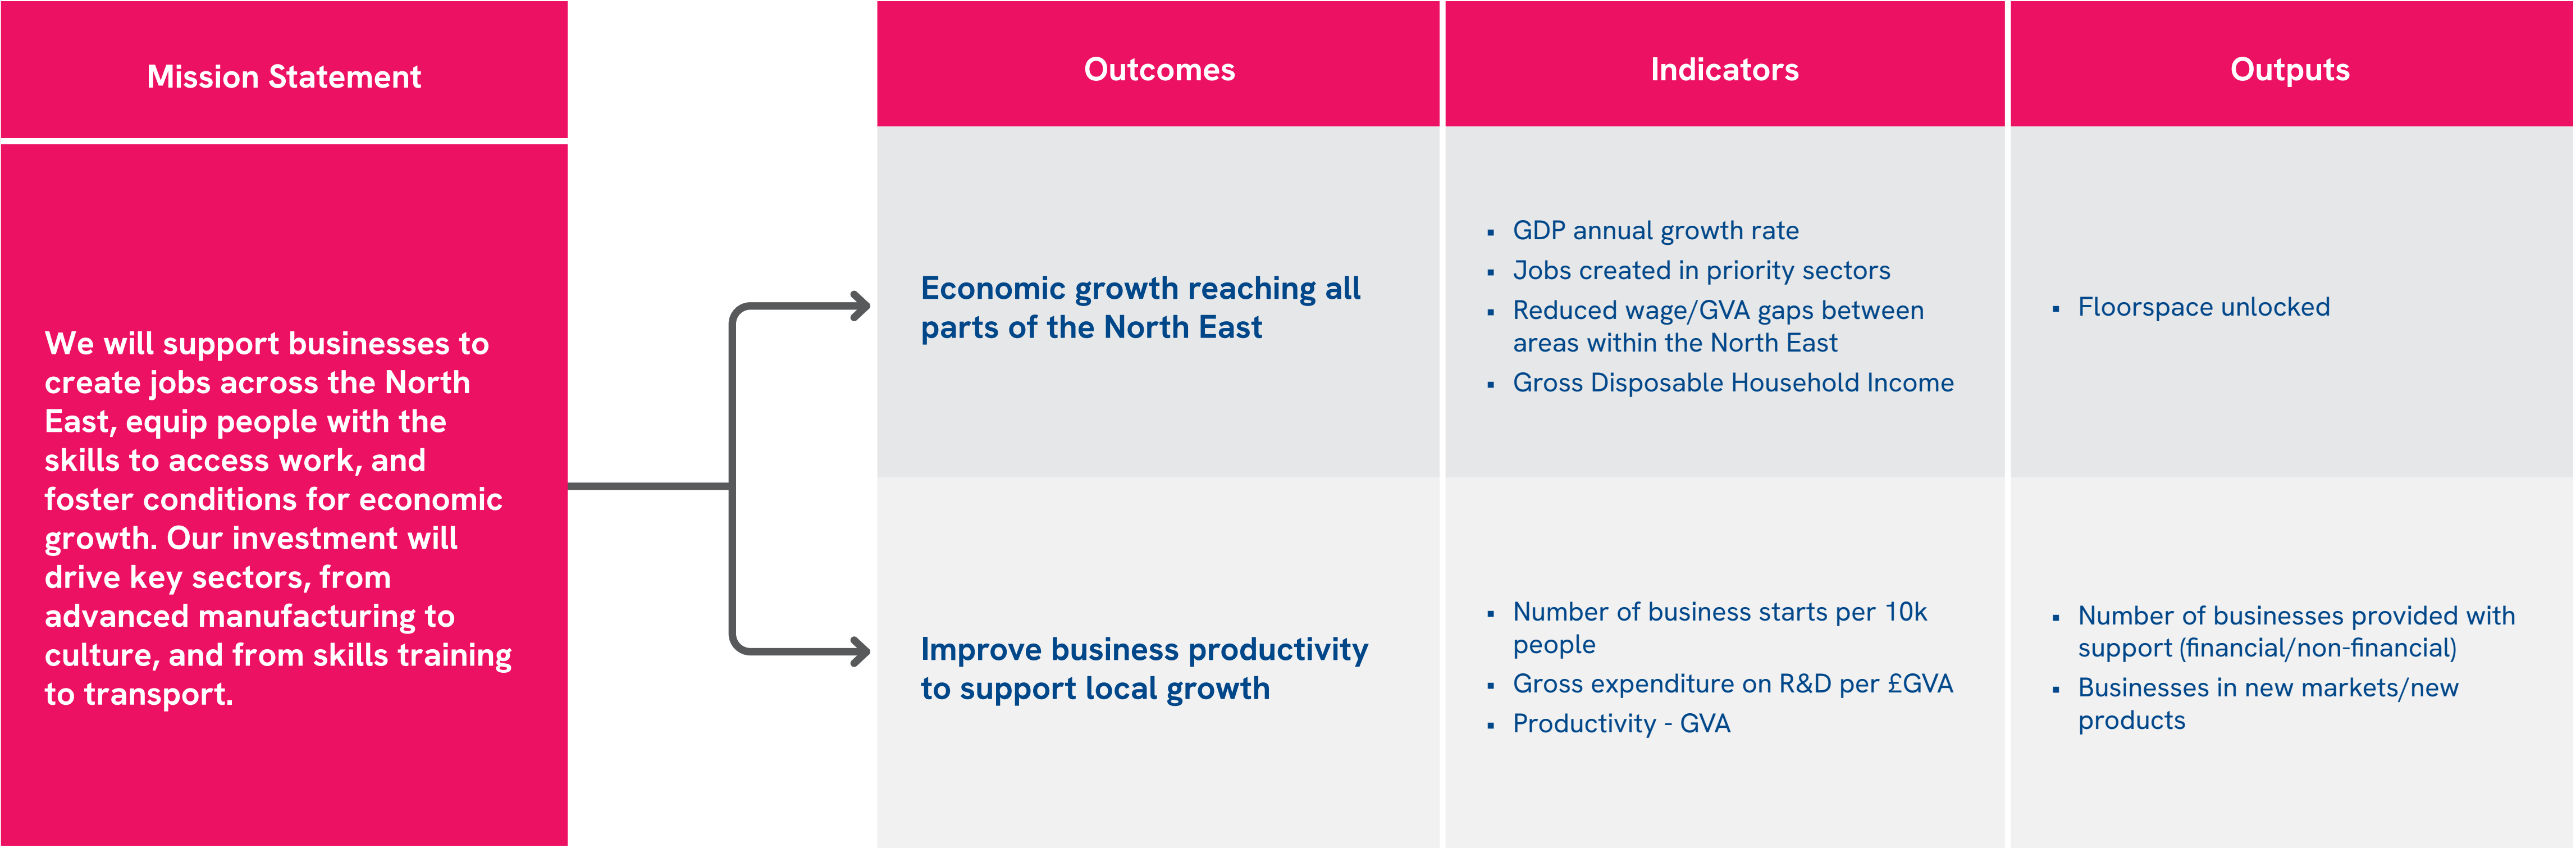 Mission Statement
We will support businesses to
create jobs across the North
East, equip people with the
skills to access work, and
foster conditions for economic
growth. Our investment will
drive key sectors, from
advanced manufacturing to
culture, and from skills training
to transport.
Outcomes
Indicators
Outputs
Economic growth reaching all
parts of the North East
▪ GDP annual growth rate
▪ Jobs created in priority sectors
▪ Reduced wage/GVA gaps between
areas within the North East
▪ Gross Disposable Household Income
▪ Floorspace unlocked
Improve business productivity
to support local growth
▪ Number of business starts per 10k
people
▪ Gross expenditure on R&D per £GVA
▪ Productivity - GVA
▪ Number of businesses provided with
support (financial/non-financial)
▪ Businesses in new markets/new
products